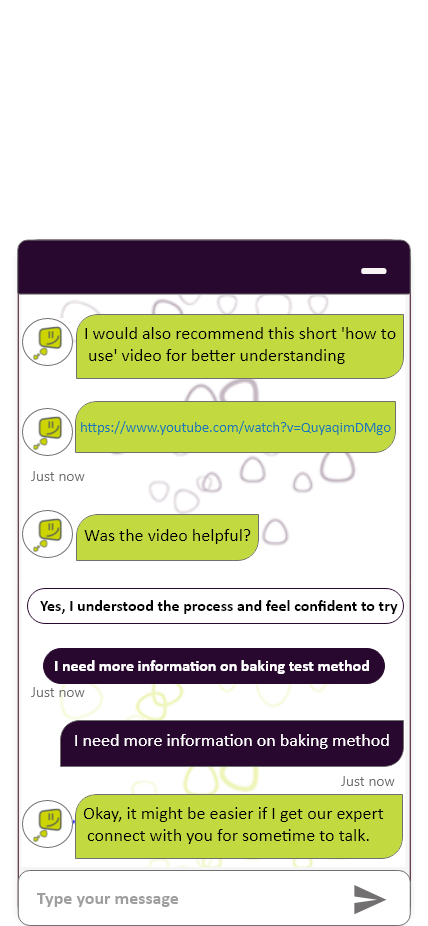 I would also recommend this short 'how to
use' video for better understanding
https://www.youtube.com/watch?v=QuyaqimDMgo
Just now
Was the video helpful?
Yes, I understood the process and feel confident to try
I need more information on baking test method
Just now
I need more information on baking method
Just now
Okay, it might be easier if I get our expert
connect with you for sometime to talk.
Type your message